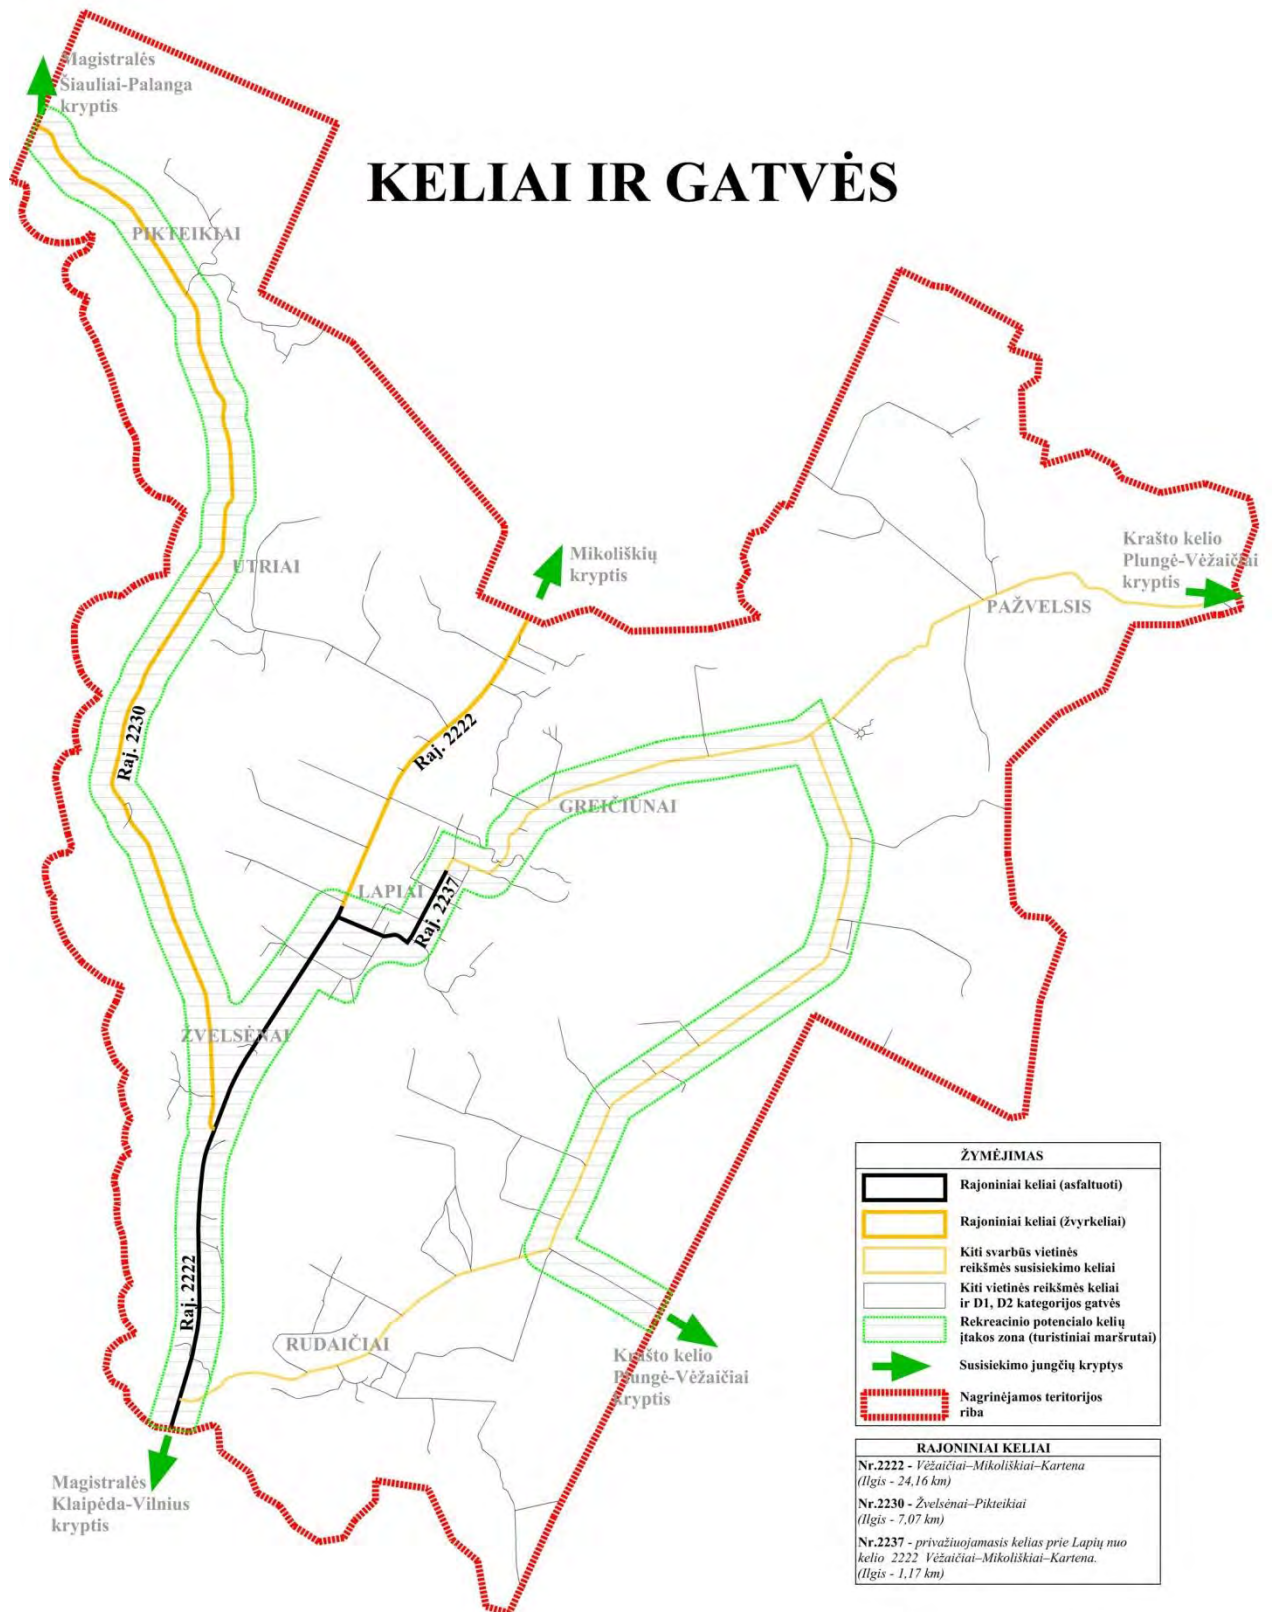 Magistralės
Šiauliai-Palanga
kryptis
KELIAI IR GATVĖS
PIKTEIKIAI
UTRIAI
Mikoliškių
kryptis
Krašto kelio
Plungė-Vėžaičiai
kryptis
PAŽVELSIS
Raj. 2230
Raj. 2222
GREIČIŪNAI
LAPIAI
Raj. 2237
ŽVELSĖNAI
Raj. 2222
RUDAIČIAI
Krašto kelio
Plungė-Vėžaičiai
kryptis
Magistralės
Klaipėda-Vilnius
kryptis
ŽYMĖJIMAS
Rajoniniai keliai (asfaltuoti)
Rajoniniai keliai (žvyrkeliai)
Kiti svarbūs vietinės
reikšmės susisiekimo keliai
Kiti vietinės reikšmės keliai
ir D1, D2 kategorijos gatvės
Rekreacinio potencialo kelių
įtakos zona (turistiniai maršrutai)
Susisiekimo jungčių kryptys
Nagrinėjamos teritorijos
riba
RAJONINIAI KELIAI
Nr.2222 - Vėžaičiai–Mikoliškiai–Kartena
(Ilgis - 24,16 km)
Nr.2230 - Žvelsėnai–Pikteikiai
(Ilgis - 7,07 km)
Nr.2237 - privažiuojamasis kelias prie Lapių nuo
kelio 2222 Vėžaičiai–Mikoliškiai–Kartena.
(Ilgis - 1,17 km)